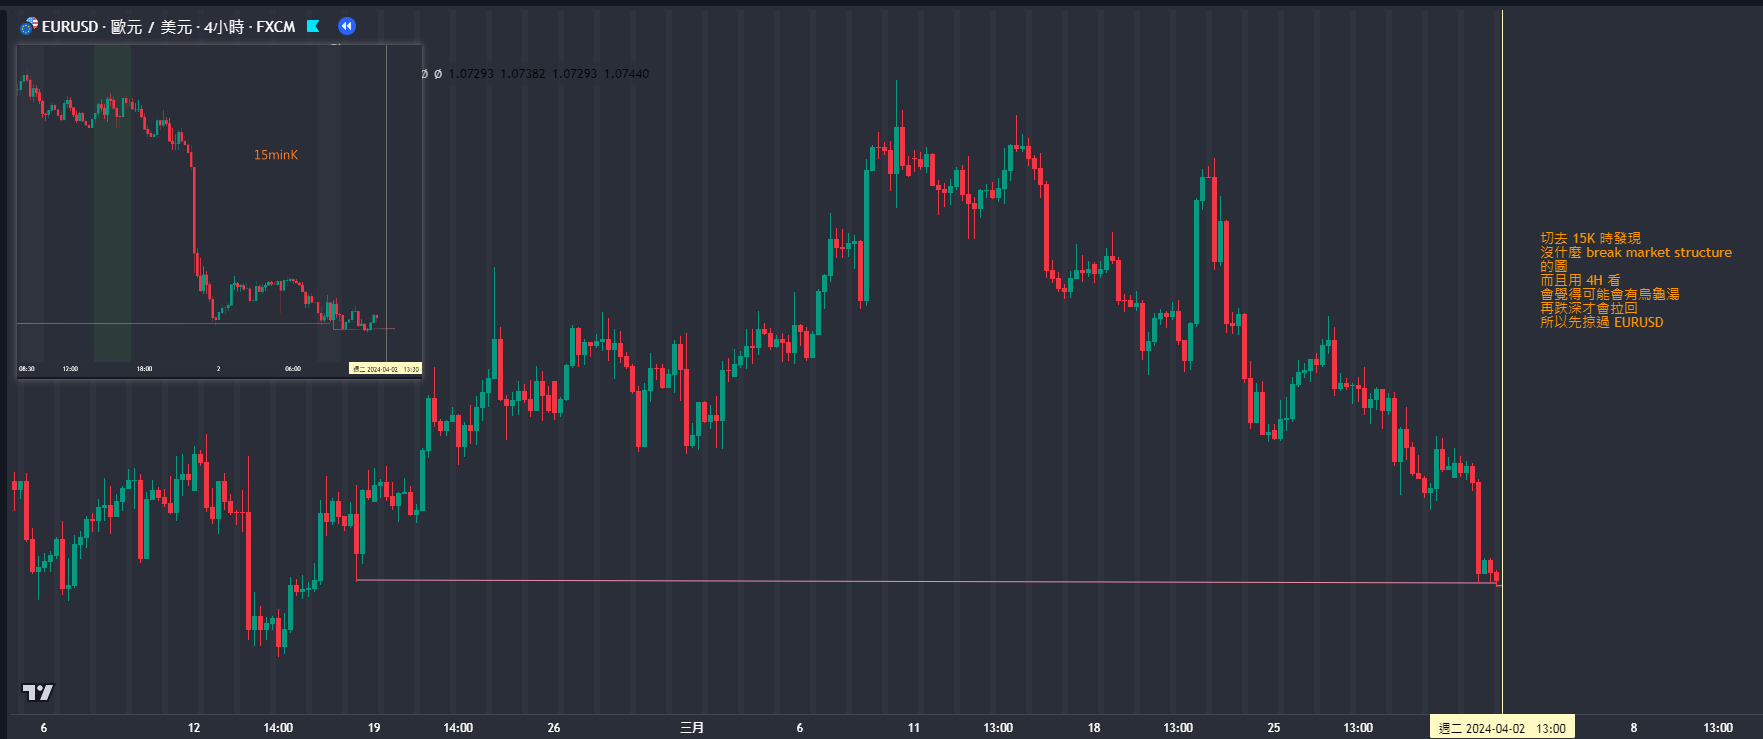 EURUSD · 歐元 / 美元 · 4小時 · FXCM
Ø Ø 1.07293 1.07382 1.07293 1.07440
15minK
08:30 12:00 18:00 2 06:00 週二 2024-04-02 13:30
切去 15K 時發現
沒什麼 break market structure
的圖
而且用 4H 看
會覺得可能會有烏龜湯
再跌深才會拉回
所以先掠過 EURUSD
6 12 14:00 19 14:00 26 三月 6 11 13:00 18 13:00 25 13:00 週二 2024-04-02 13:00 8 13:00